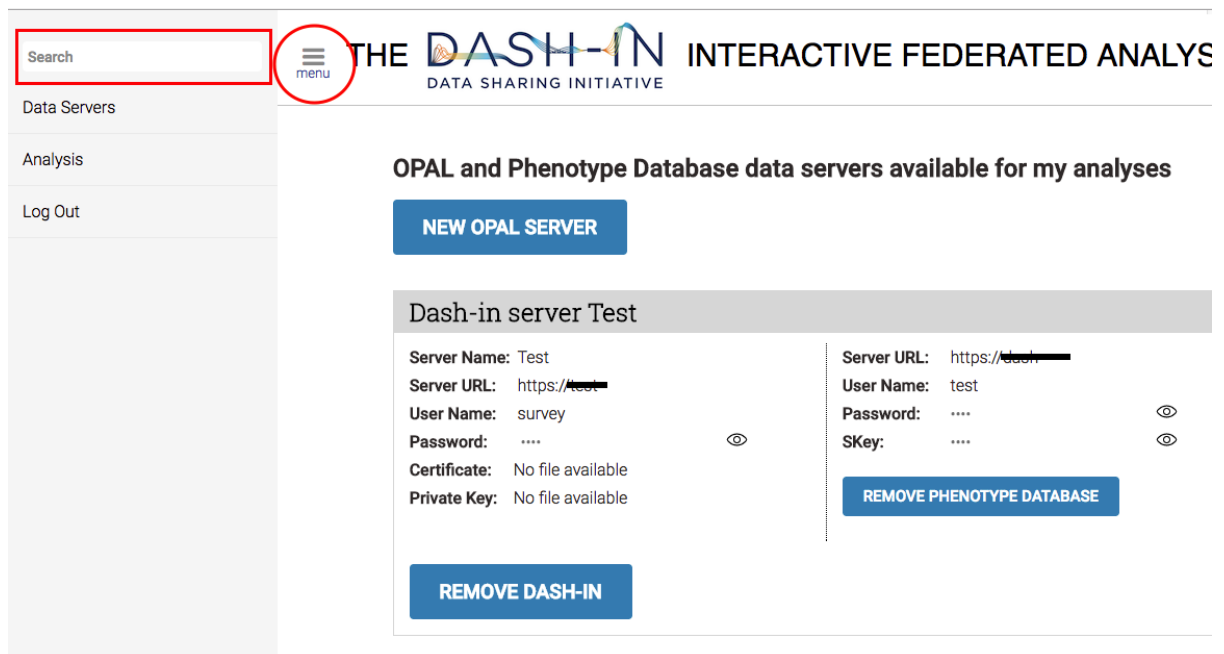 Search
Data Servers
Analysis
Log Out
menu
THE DASH-IN INTERACTIVE FEDERATED ANALYS
DATA SHARING INITIATIVE
OPAL and Phenotype Database data servers available for my analyses
NEW OPAL SERVER
Dash-in server Test
Server Name: Test
Server URL: https://
User Name: survey
Password: ••••
Certificate: No file available
Private Key: No file available
REMOVE DASH-IN
Server URL: https://
User Name: test
Password: ••••
SKey: ••••
REMOVE PHENOTYPE DATABASE